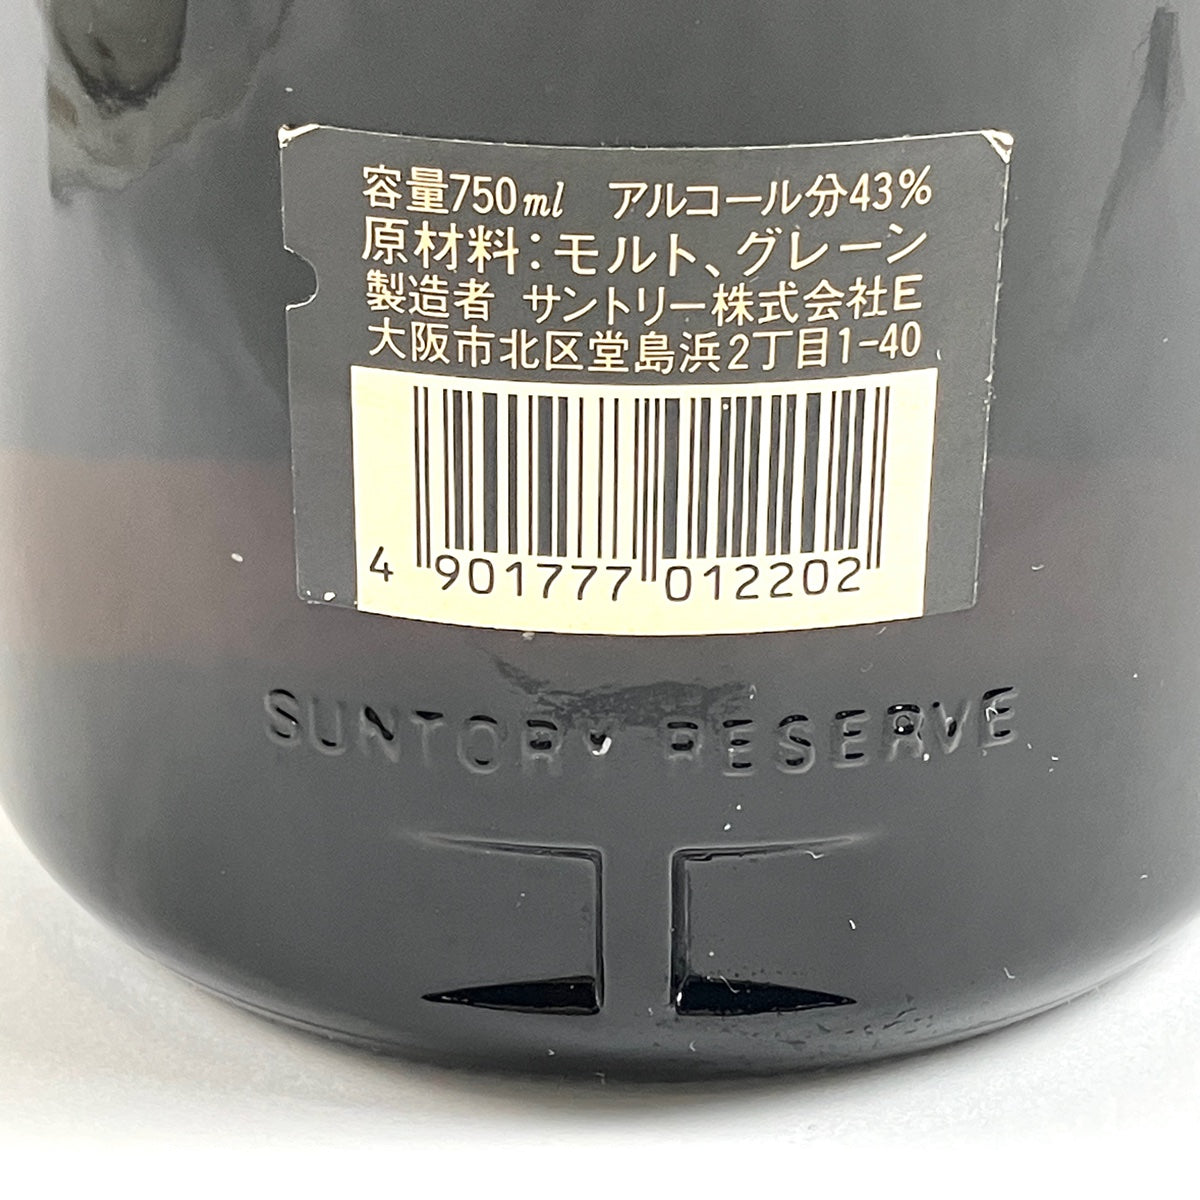 容量750ml アルコール分43%
原材料:モルト、グレーン
製造者 サントリー株式会社E
大阪市北区堂島浜2丁目1-40
4 901777 012202
SUNTORY RESERVE